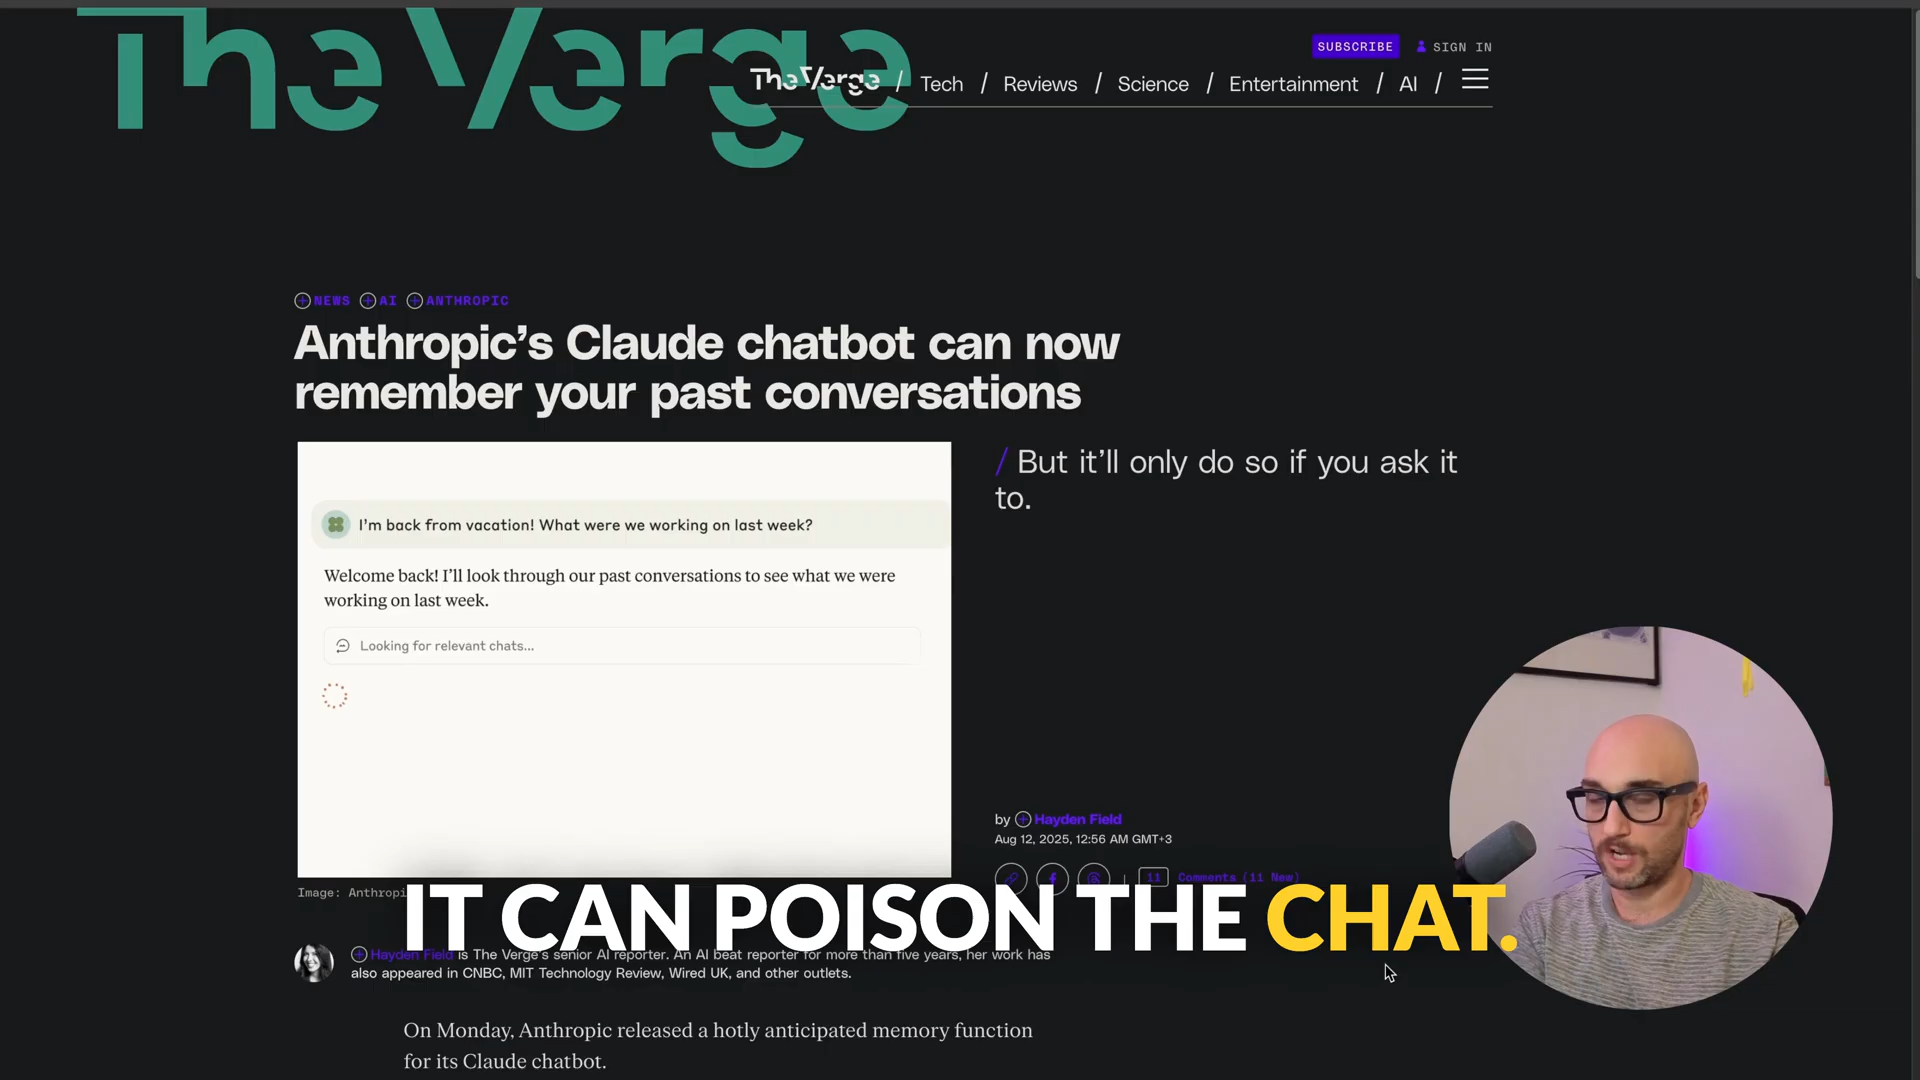 The Verge
SUBSCRIBE
SIGN IN
The Verge / Tech / Reviews / Science / Entertainment / AI /
NEWS AI ANTHROPIC
Anthropic's Claude chatbot can now
remember your past conversations
I'm back from vacation! What were we working on last week?
Welcome back! I'll look through our past conversations to see what we were
working on last week.
Looking for relevant chats...
/ But it'll only do so if you ask it
to.
by Hayden Field
Aug 12, 2025, 12:56 AM GMT+3
11 Comments (11 New)
Image: Anthropi
IT CAN POISON THE CHAT.
Hayden Field is The Verge's senior AI reporter. An AI beat reporter for more than five years, her work has
also appeared in CNBC, MIT Technology Review, Wired UK, and other outlets.
On Monday, Anthropic released a hotly anticipated memory function
for its Claude chatbot.